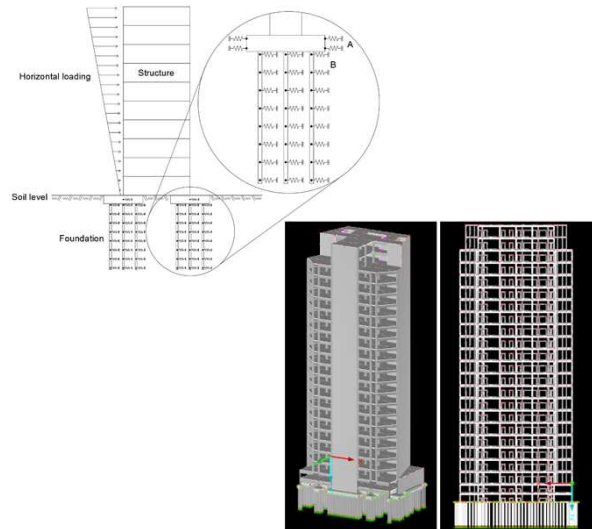 A
B
Horizontal loading
Structure
Soil level
Foundation